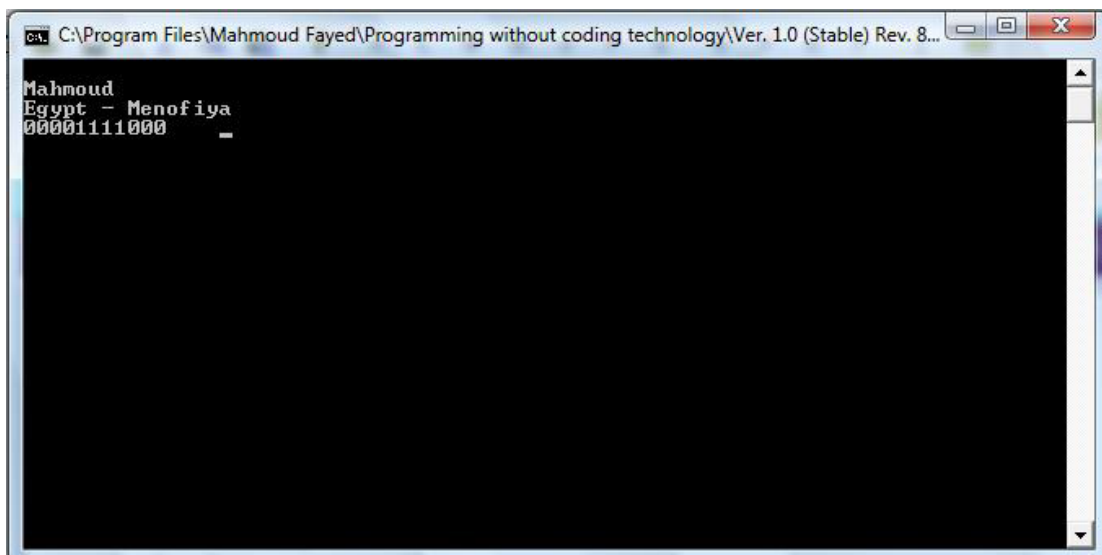 C:\Program Files\Mahmoud Fayed\Programming without coding technology\Ver. 1.0 (Stable) Rev. 8...
Mahmoud
Egypt - Menofiya
00001111000 _